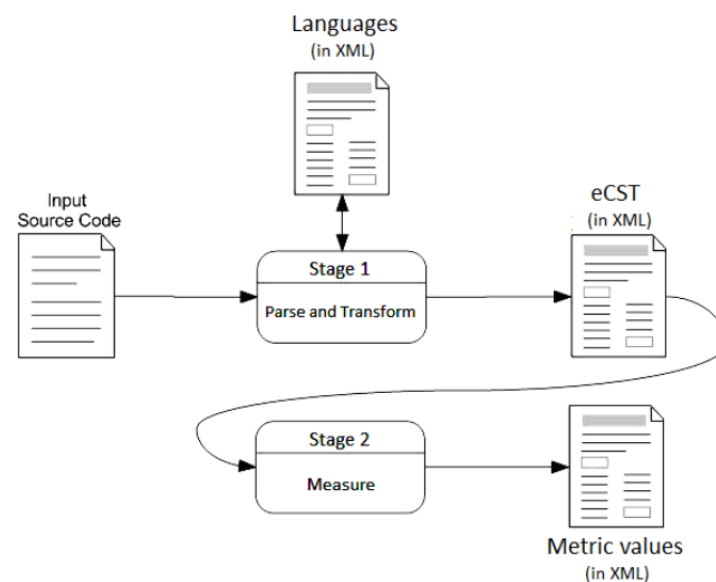 Languages
(in XML)
Input
Source Code
eCST
(in XML)
Stage 1
Parse and Transform
Stage 2
Measure
Metric values
(in XML)